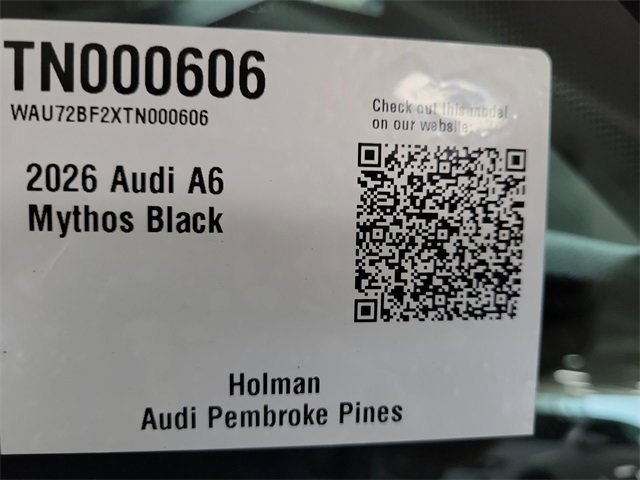 TN000606
WAU72BF2XTN000606
Check out this model
on our website:
2026 Audi A6
Mythos Black
Holman
Audi Pembroke Pines